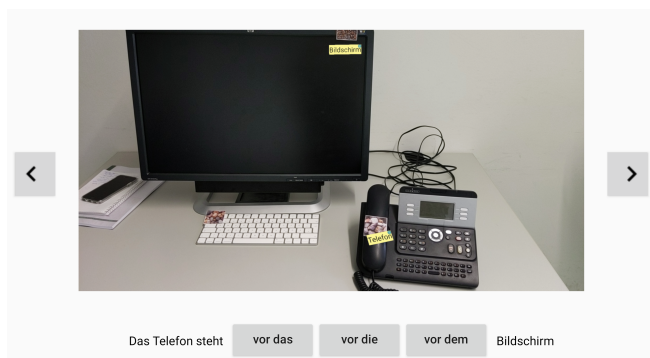 Bildschirm
Telefon
Das Telefon steht vor das vor die vor dem Bildschirm